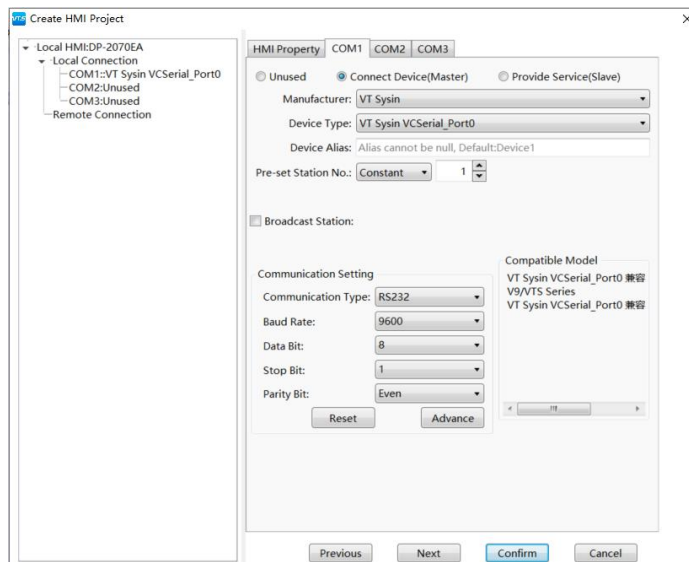 VTS Create HMI Project
Local HMI:DP-2070EA
Local Connection
COM1::VT Sysin VCSerial_Port0
COM2:Unused
COM3:Unused
Remote Connection
HMI Property COM1 COM2 COM3
Unused Connect Device(Master) Provide Service(Slave)
Manufacturer: VT Sysin
Device Type: VT Sysin VCSerial_Port0
Device Alias: Alias cannot be null, Default:Device1
Pre-set Station No.: Constant 1
Broadcast Station:
Communication Setting
Communication Type: RS232
Baud Rate: 9600
Data Bit: 8
Stop Bit: 1
Parity Bit: Even
Reset Advance
Compatible Model
VT Sysin VCSerial_Port0 兼容
V9/VTS Series
VT Sysin VCSerial_Port0 兼容
Previous Next Confirm Cancel